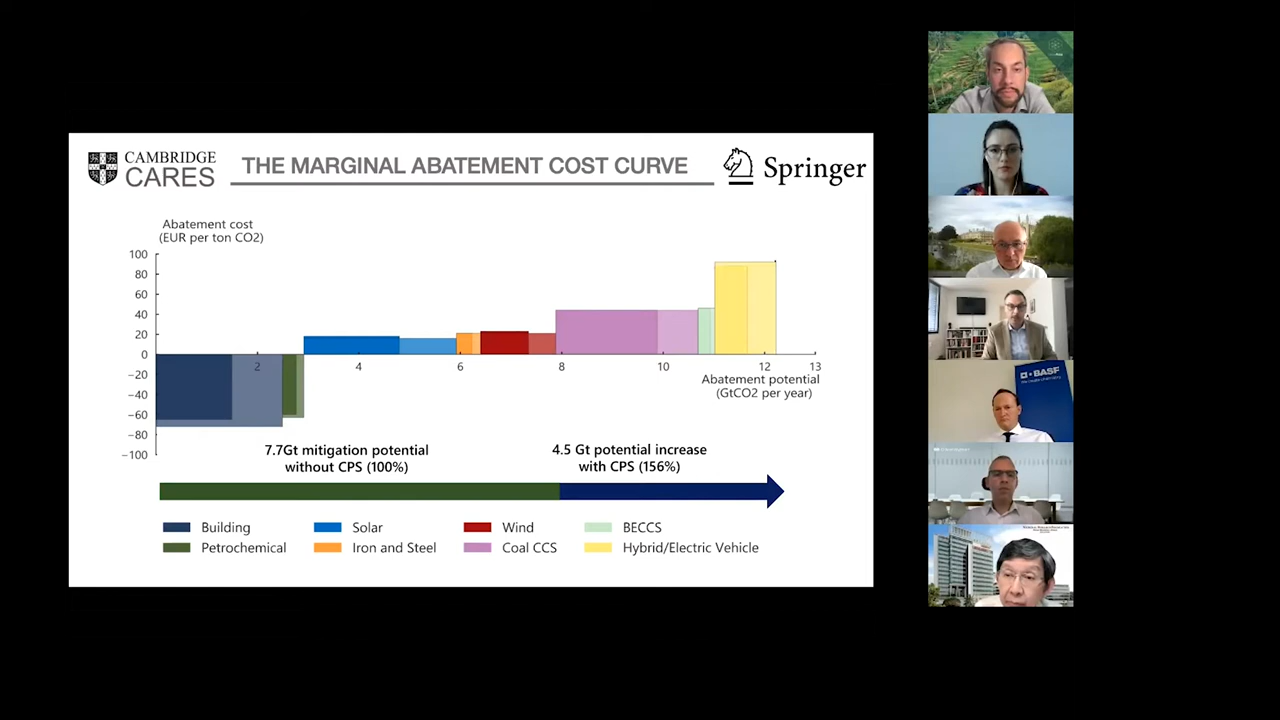 CAMBRIDGE
CARES
THE MARGINAL ABATEMENT COST CURVE
Springer
Abatement cost
(EUR per ton CO2)
100
80
60
40
20
0
−20
−40
−60
−80
−100
2
4
6
8
10
12
13
Abatement potential
(GtCO2 per year)
7.7Gt mitigation potential
without CPS (100%)
4.5 Gt potential increase
with CPS (156%)
Building
Solar
Wind
BECCS
Petrochemical
Iron and Steel
Coal CCS
Hybrid/Electric Vehicle
BASF